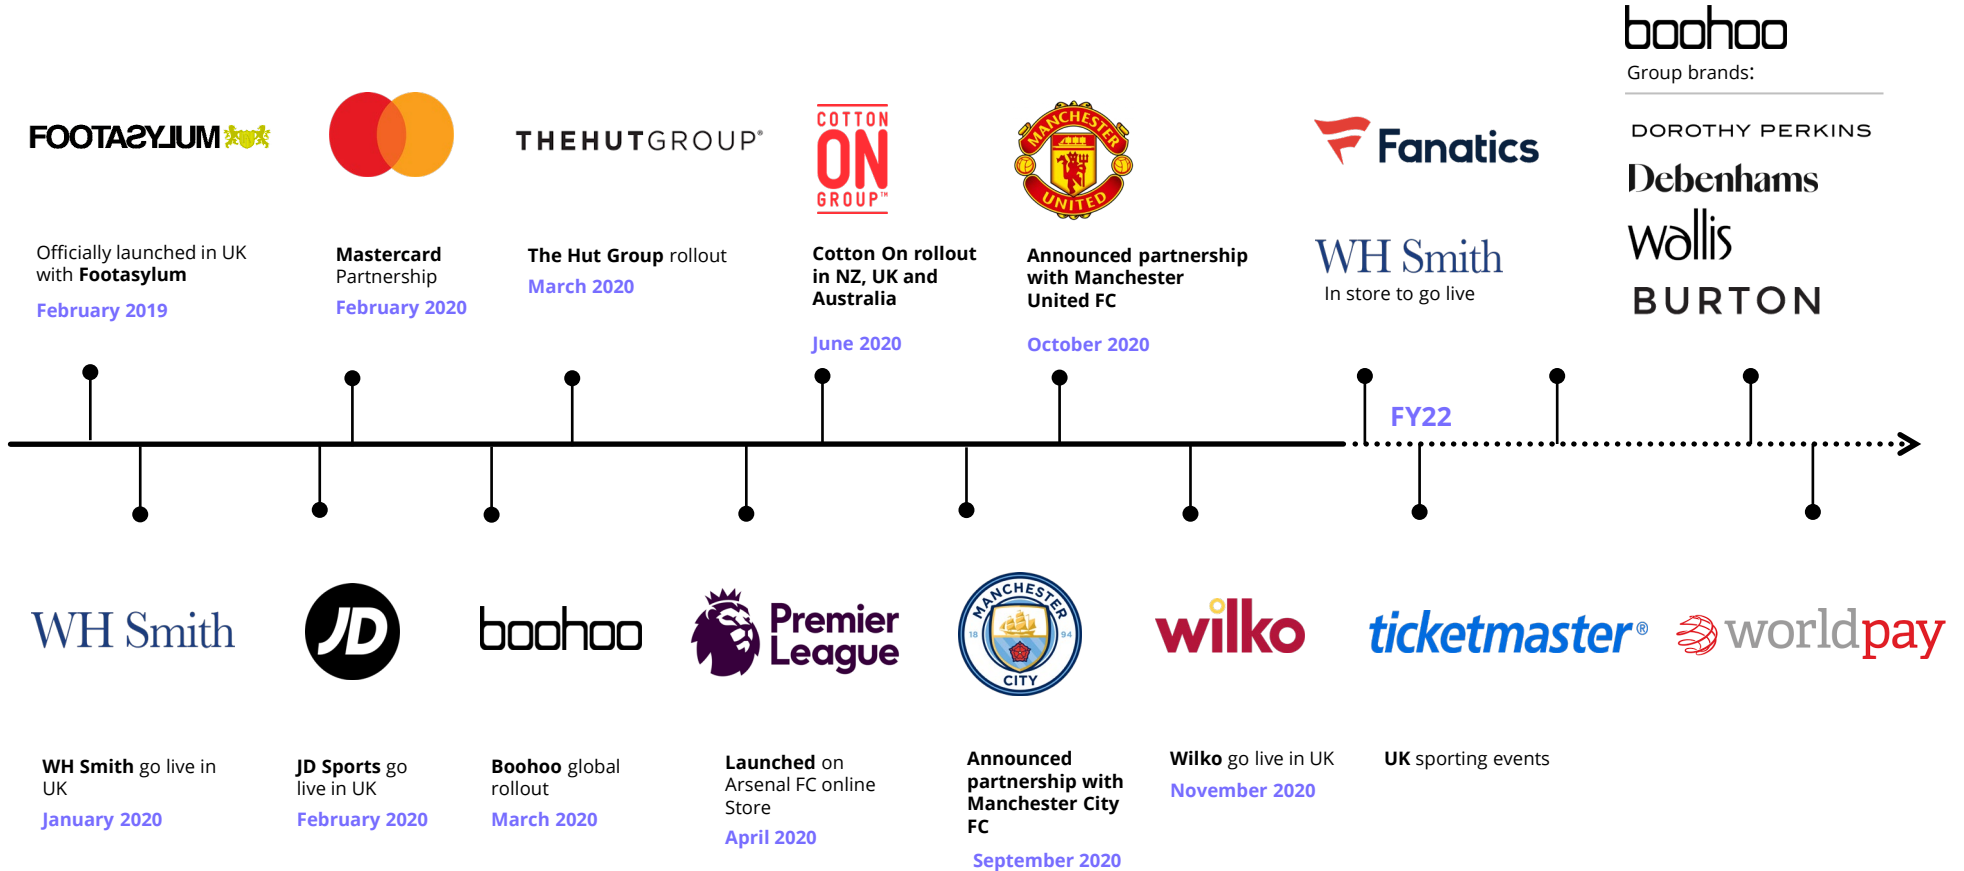 FOOTASYLUM
Officially launched in UK
with Footasylum
February 2019
Mastercard
Partnership
February 2020
THEHUTGROUP®
The Hut Group rollout
March 2020
COTTON
ON
GROUP™
Cotton On rollout
in NZ, UK and
Australia
June 2020
MANCHESTER
UNITED
Announced partnership
with Manchester
United FC
October 2020
Fanatics
WH Smith
In store to go live
boohoo
Group brands:
DOROTHY PERKINS
Debenhams
wallis
BURTON
FY22
WH Smith
WH Smith go live in
UK
January 2020
JD
JD Sports go
live in UK
February 2020
boohoo
Boohoo global
rollout
March 2020
Premier
League
Launched on
Arsenal FC online
Store
April 2020
MANCHESTER
18 94
CITY
Announced
partnership with
Manchester City
FC
September 2020
wilko
Wilko go live in UK
November 2020
ticketmaster®
UK sporting events
worldpay